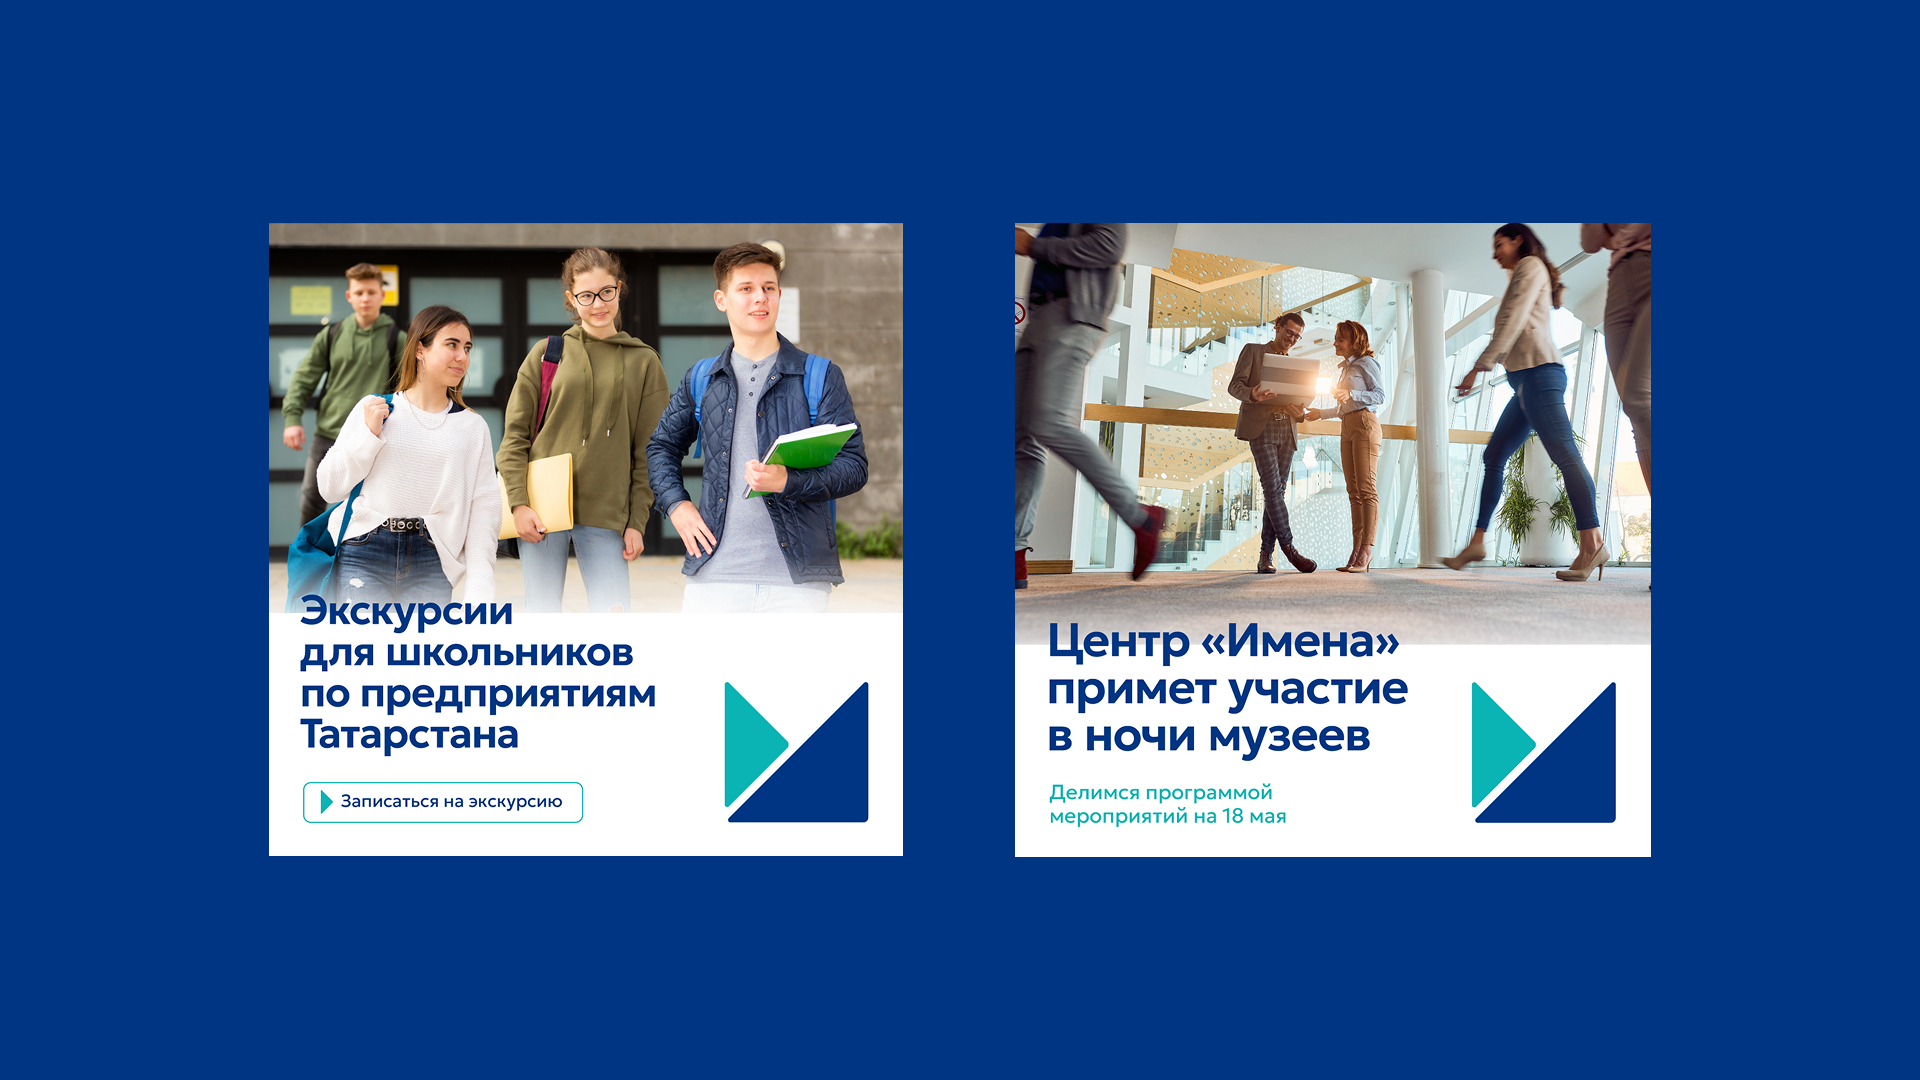 Экскурсии
для школьников
по предприятиям
Татарстана
Записаться на экскурсию
Центр «Имена»
примет участие
в ночи музеев
Делимся программой
мероприятий на 18 мая